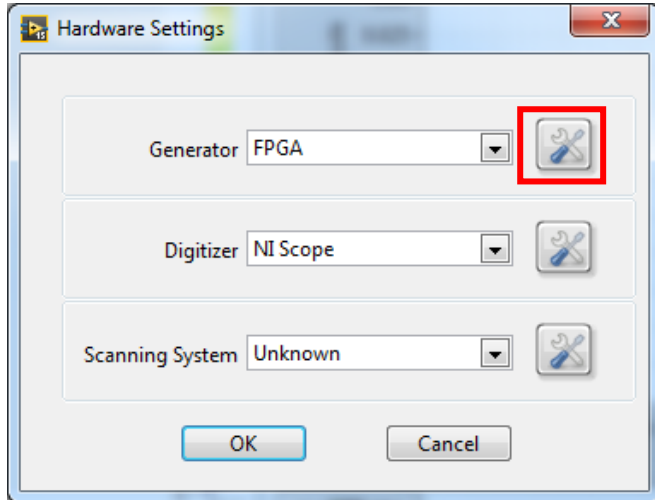 Hardware Settings
Generator FPGA
Digitizer NI Scope
Scanning System Unknown
OK Cancel